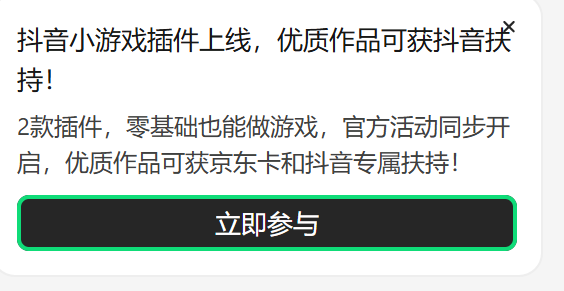 抖音小游戏插件上线，优质作品可获抖音扶
持！
2款插件，零基础也能做游戏，官方活动同步开
启，优质作品可获京东卡和抖音专属扶持！
立即参与